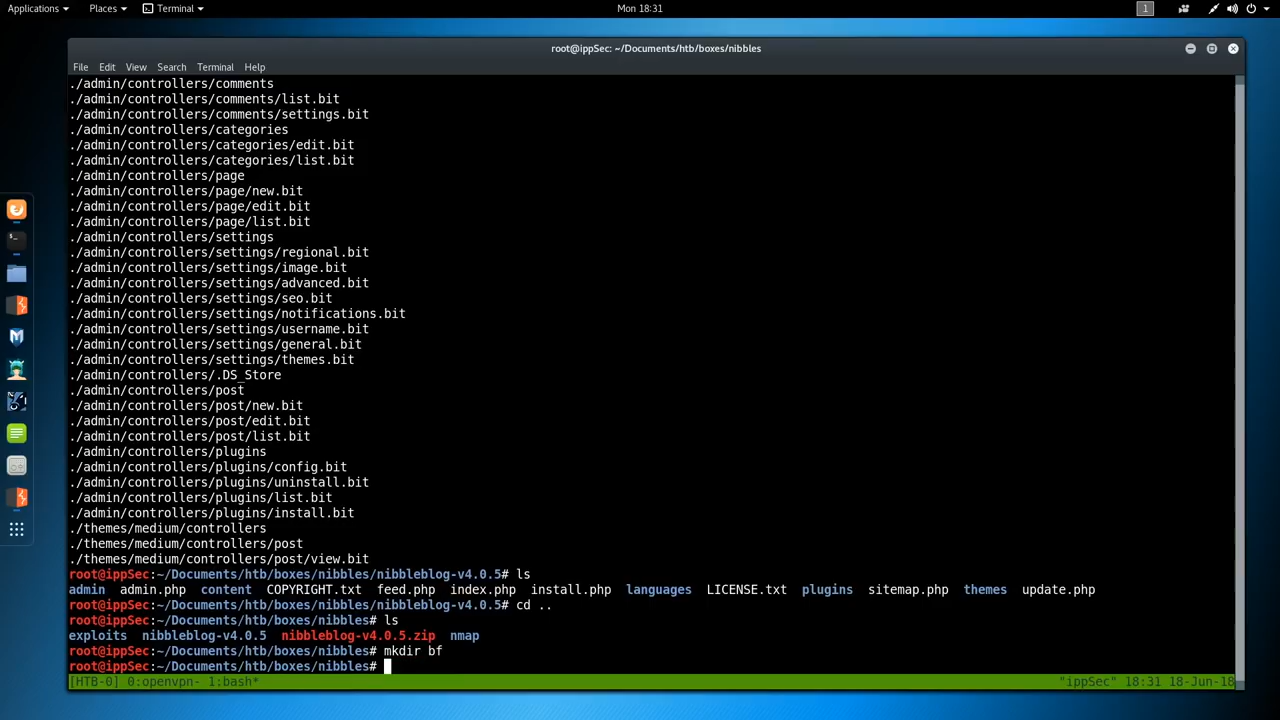 Applications Places Terminal Mon 18:31 1
root@ippSec: ~/Documents/htb/boxes/nibbles
File Edit View Search Terminal Help
./admin/controllers/comments
./admin/controllers/comments/list.bit
./admin/controllers/comments/settings.bit
./admin/controllers/categories
./admin/controllers/categories/edit.bit
./admin/controllers/categories/list.bit
./admin/controllers/page
./admin/controllers/page/new.bit
./admin/controllers/page/edit.bit
./admin/controllers/page/list.bit
./admin/controllers/settings
./admin/controllers/settings/regional.bit
./admin/controllers/settings/image.bit
./admin/controllers/settings/advanced.bit
./admin/controllers/settings/seo.bit
./admin/controllers/settings/notifications.bit
./admin/controllers/settings/username.bit
./admin/controllers/settings/general.bit
./admin/controllers/settings/themes.bit
./admin/controllers/.DS_Store
./admin/controllers/post
./admin/controllers/post/new.bit
./admin/controllers/post/edit.bit
./admin/controllers/post/list.bit
./admin/controllers/plugins
./admin/controllers/plugins/config.bit
./admin/controllers/plugins/uninstall.bit
./admin/controllers/plugins/list.bit
./admin/controllers/plugins/install.bit
./themes/medium/controllers
./themes/medium/controllers/post
./themes/medium/controllers/post/view.bit
root@ippSec:~/Documents/htb/boxes/nibbles/nibbleblog-v4.0.5# ls
admin admin.php content COPYRIGHT.txt feed.php index.php install.php languages LICENSE.txt plugins sitemap.php themes update.php
root@ippSec:~/Documents/htb/boxes/nibbles/nibbleblog-v4.0.5# cd ..
root@ippSec:~/Documents/htb/boxes/nibbles# ls
exploits nibbleblog-v4.0.5 nibbleblog-v4.0.5.zip nmap
root@ippSec:~/Documents/htb/boxes/nibbles# mkdir bf
root@ippSec:~/Documents/htb/boxes/nibbles#
[HTB-0] 0:openvpn- 1:bash* "ippSec" 18:31 18-Jun-18